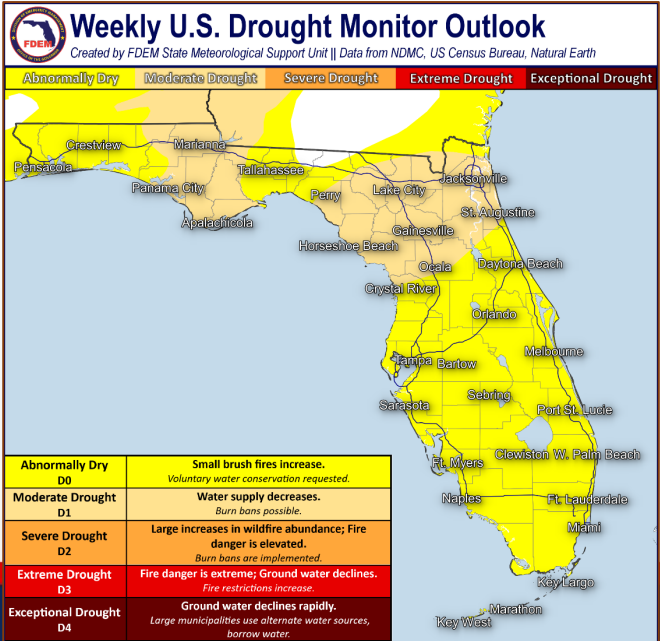 Weekly U.S. Drought Monitor Outlook
FDEM
Created by FDEM State Meteorological Support Unit || Data from NDMC, US Census Bureau, Natural Earth
Abnormally Dry Moderate Drought Severe Drought Extreme Drought Exceptional Drought
Crestview
Marianna
Pensacola
Tallahassee
Jacksonville
Panama City
Perry
Lake City
Apalachicola
St. Augustine
Gainesville
Horseshoe Beach
Ocala
Daytona Beach
Crystal River
Orlando
Melbourne
Tampa
Bartow
Sebring
Sarasota
Port St. Lucie
Clewiston
W. Palm Beach
Ft. Myers
Naples
Ft. Lauderdale
Miami
Key Largo
Marathon
Key West
Abnormally Dry
D0
Small brush fires increase.
Voluntary water conservation requested.
Moderate Drought
D1
Water supply decreases.
Burn bans possible.
Severe Drought
D2
Large increases in wildfire abundance; Fire
danger is elevated.
Burn bans are implemented.
Extreme Drought
D3
Fire danger is extreme; Ground water declines.
Fire restrictions increase.
Exceptional Drought
D4
Ground water declines rapidly.
Large municipalities use alternate water sources,
borrow water.